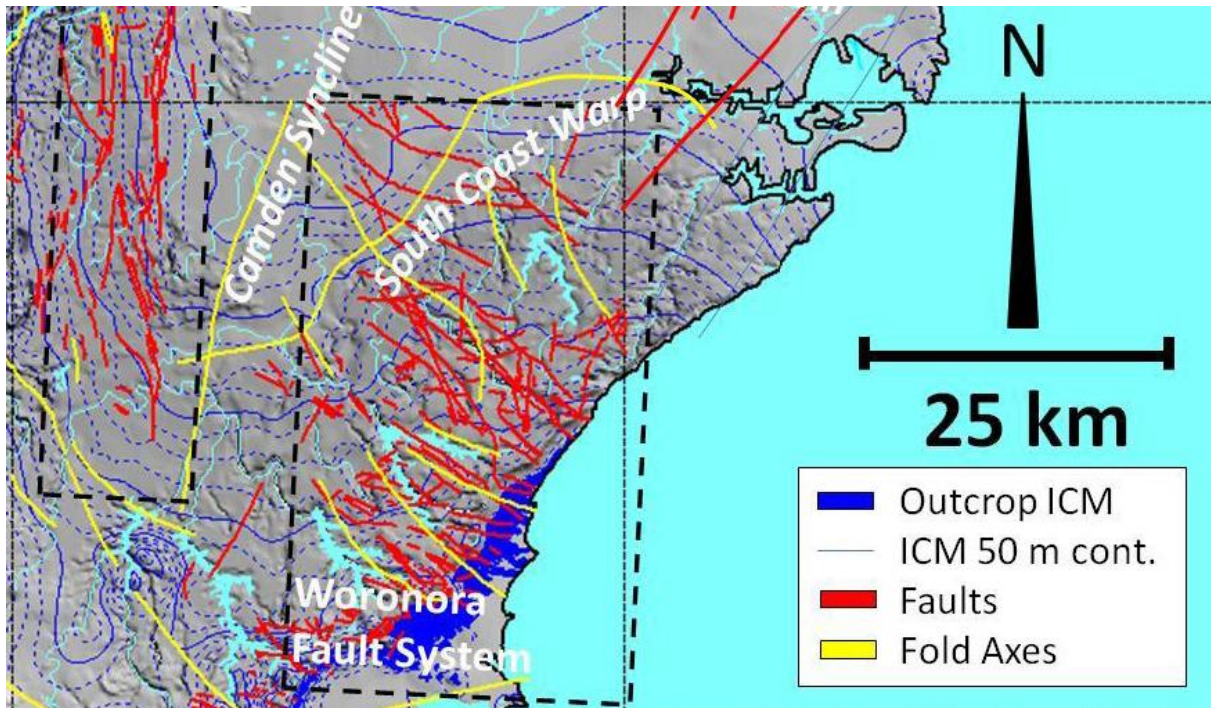 Camden Syncline
South Coast Warp
N
25 km
Outcrop ICM
ICM 50 m cont.
Faults
Fold Axes
Woronora
Fault System